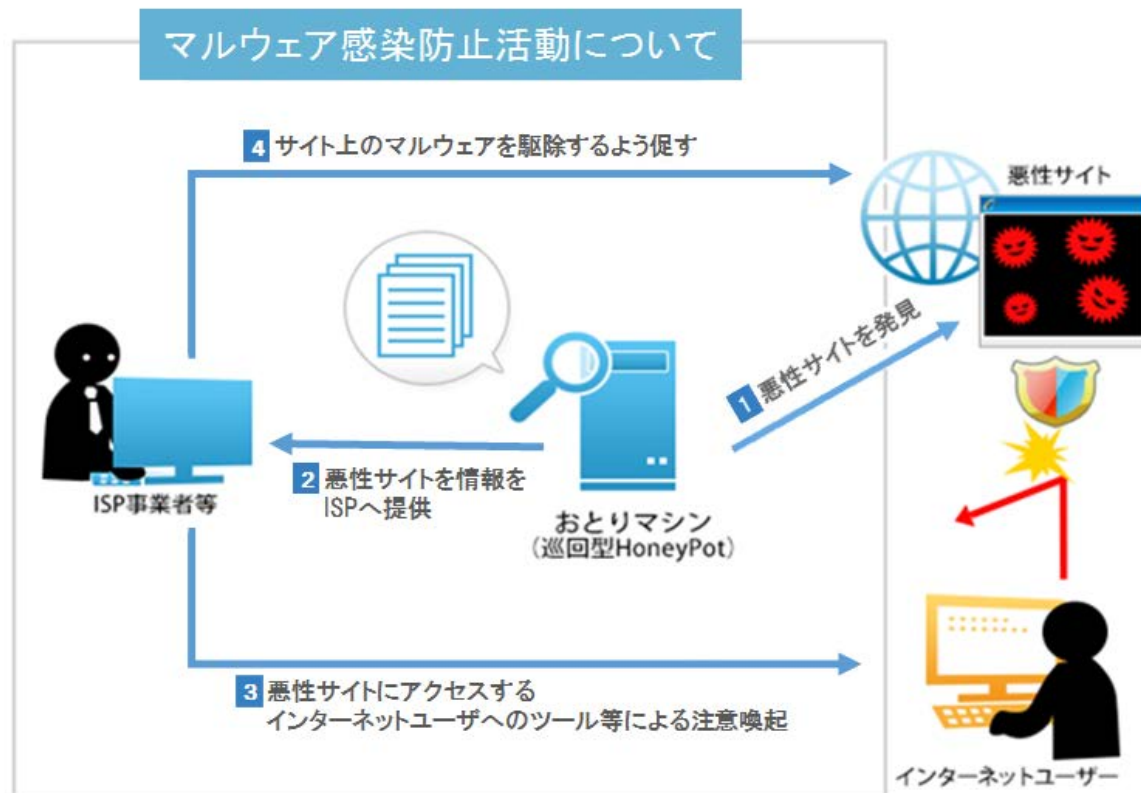 マルウェア感染防止活動について
4 サイト上のマルウェアを駆除するよう促す
悪性サイト
1 悪性サイトを発見
ISP事業者等
2 悪性サイトを情報を
ISPへ提供
おとりマシン
(巡回型HoneyPot)
3 悪性サイトにアクセスする
インターネットユーザへのツール等による注意喚起
インターネットユーザー